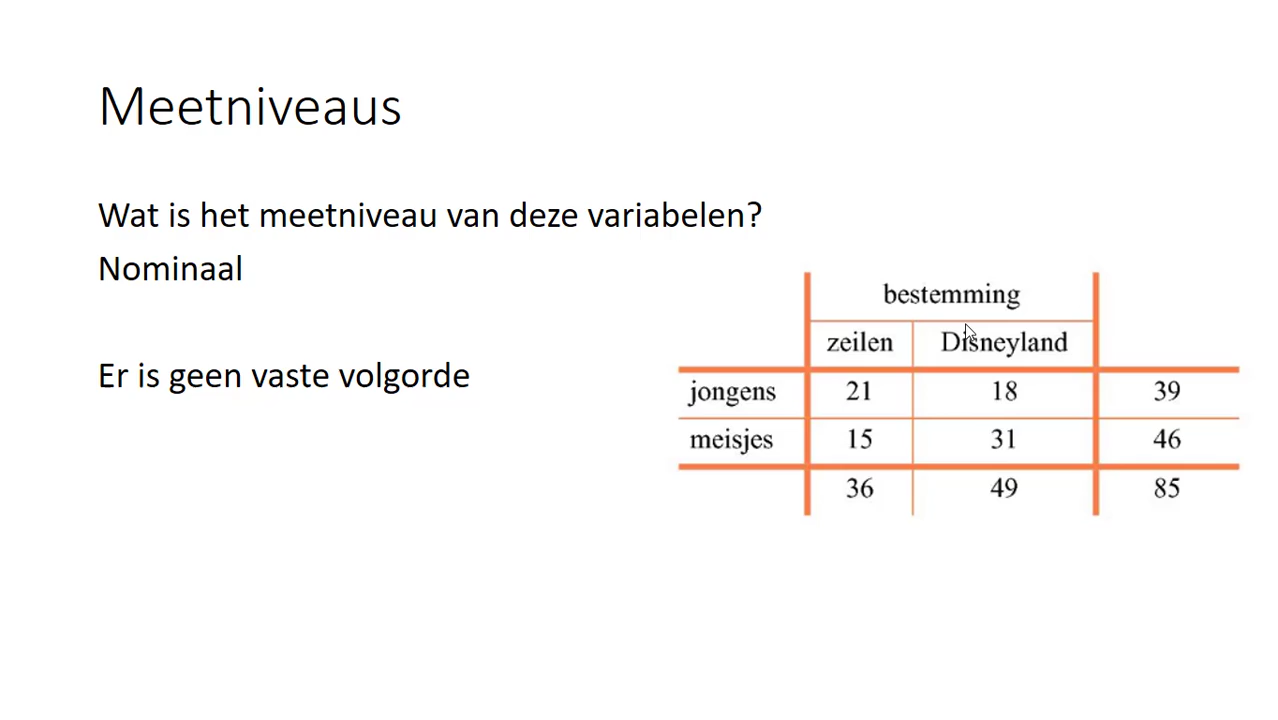 Meetniveaus
Wat is het meetniveau van deze variabelen?
Nominaal
Er is geen vaste volgorde
bestemming
zeilen Disneyland
jongens 21 18 39
meisjes 15 31 46
36 49 85